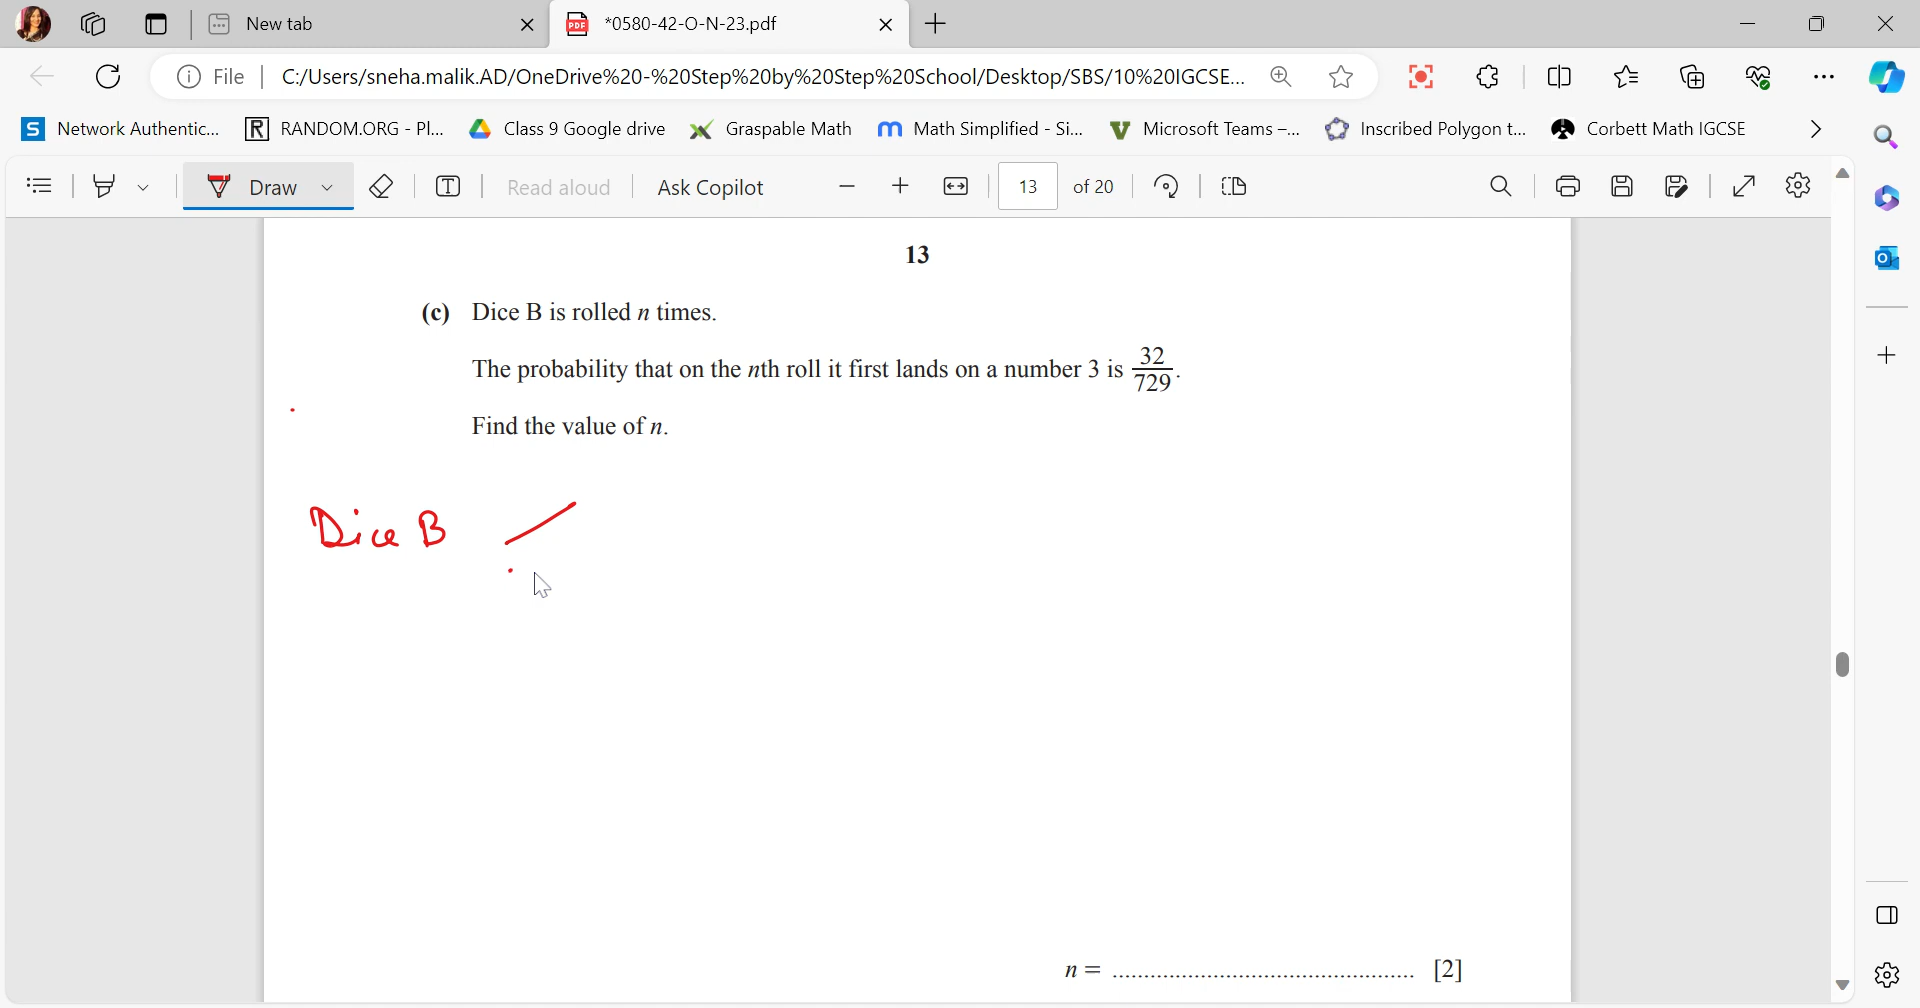 New tab
*0580-42-O-N-23.pdf
File
C:/Users/sneha.malik.AD/OneDrive%20-%20Step%20by%20Step%20School/Desktop/SBS/10%20IGCSE...
Network Authentic...
RANDOM.ORG - Pl...
Class 9 Google drive
Graspable Math
Math Simplified - Si...
Microsoft Teams –...
Inscribed Polygon t...
Corbett Math IGCSE
Draw
Read aloud
Ask Copilot
13 of 20
13
(c) Dice B is rolled n times.
The probability that on the nth roll it first lands on a number 3 is 32/729.
Find the value of n.
Dice B
n = .............................................. [2]